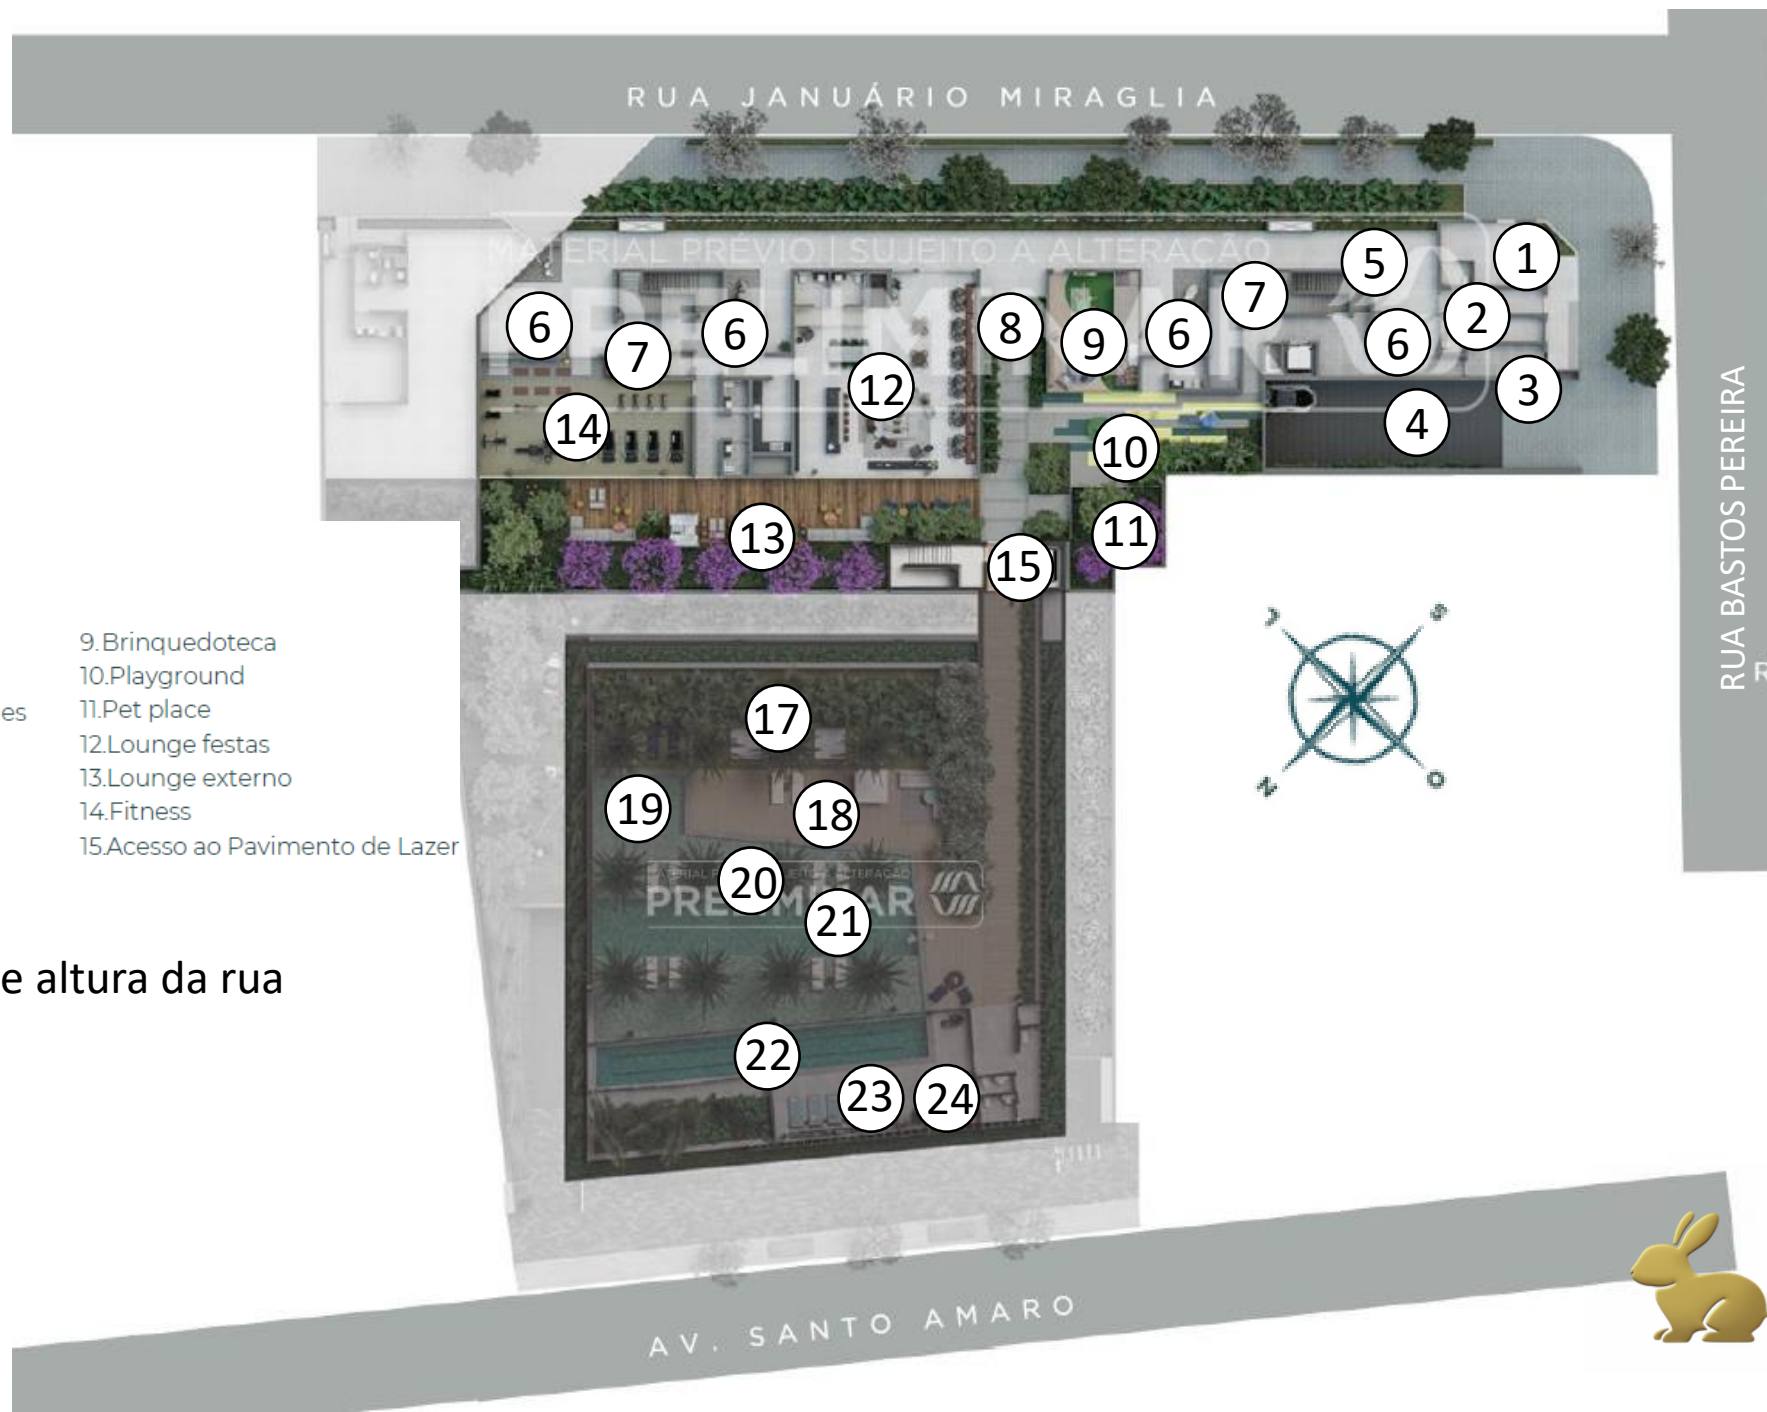 RUA JANUÁRIO MIRAGLIA
MATERIAL PRÉVIO | SUJEITO A ALTERAÇÃO
PRELIMINAR
1
5
7
2
6
7
6
8
9
6
6
3
12
4
14
10
11
13
15
RUA BASTOS PEREIRA
S
O
N
9.Brinquedoteca
10.Playground
es
11.Pet place
12.Lounge festas
13.Lounge externo
14.Fitness
15.Acesso ao Pavimento de Lazer
17
19
18
20
PRELIMINAR
21
e altura da rua
22
23
24
AV. SANTO AMARO